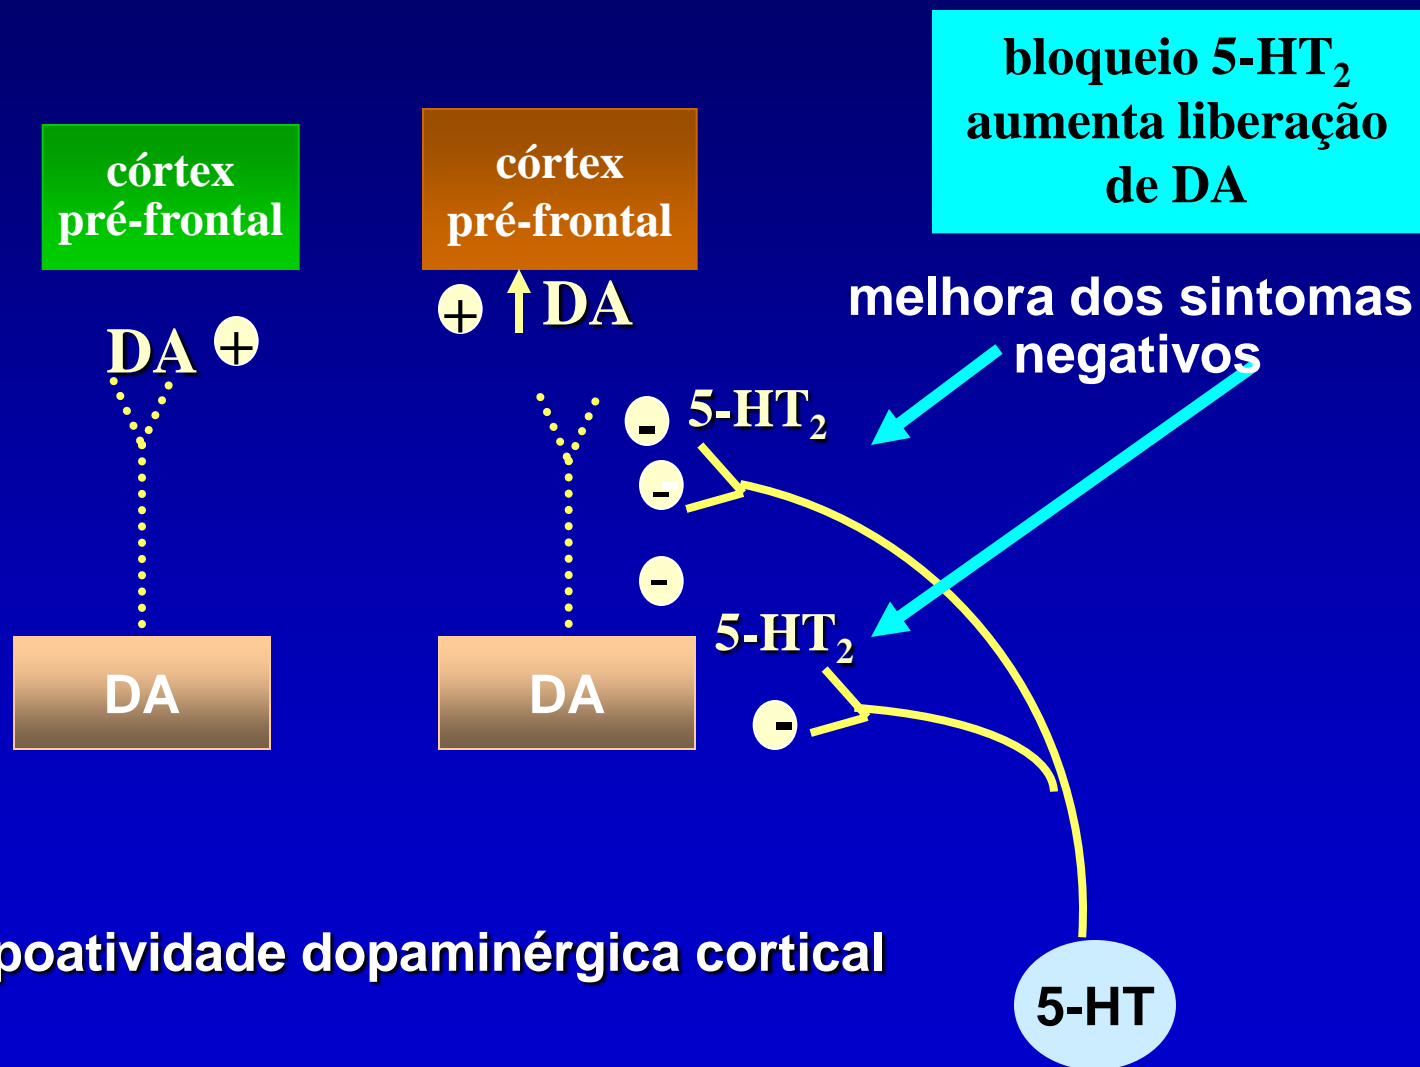 córtex
pré-frontal
DA +
DA
córtex
pré-frontal
+ DA
-
-
-
DA
5-HT₂
5-HT₂
-
bloqueio 5-HT₂
aumenta liberação
de DA
melhora dos sintomas
negativos
poatividade dopaminérgica cortical
5-HT